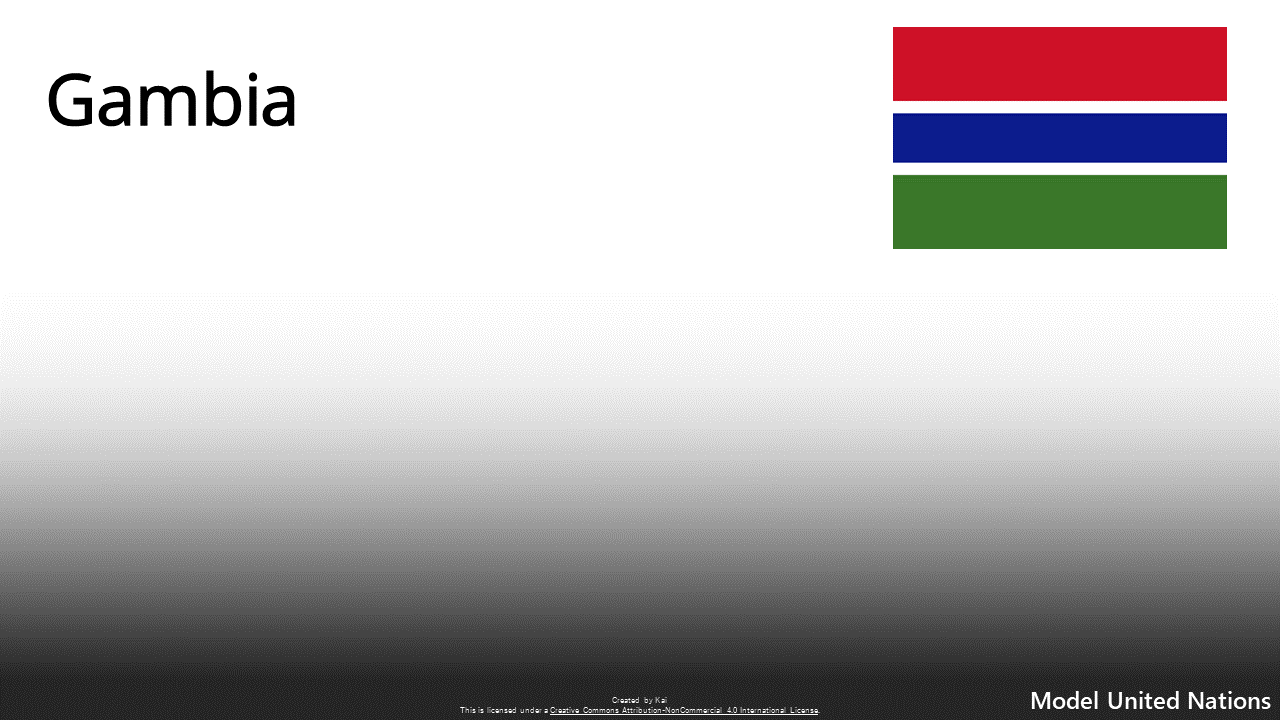 Gambia
Created by Kai
This is licensed under a Creative Commons Attribution-NonCommercial 4.0 International License.
Model United Nations